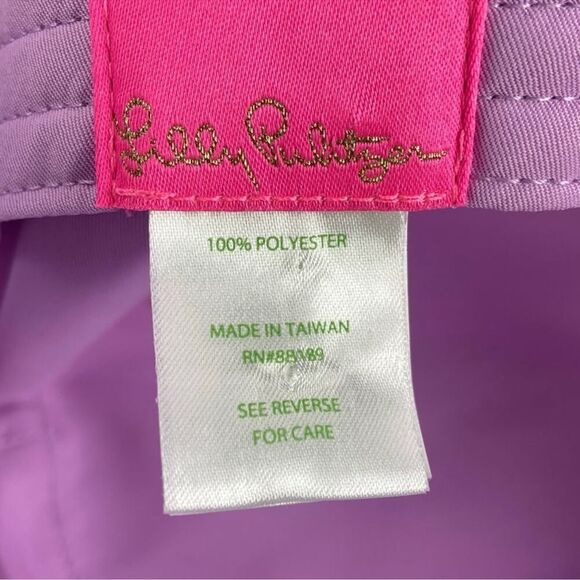 Lilly Pulitzer
100% POLYESTER
MADE IN TAIWAN
RN#88189
SEE REVERSE
FOR CARE